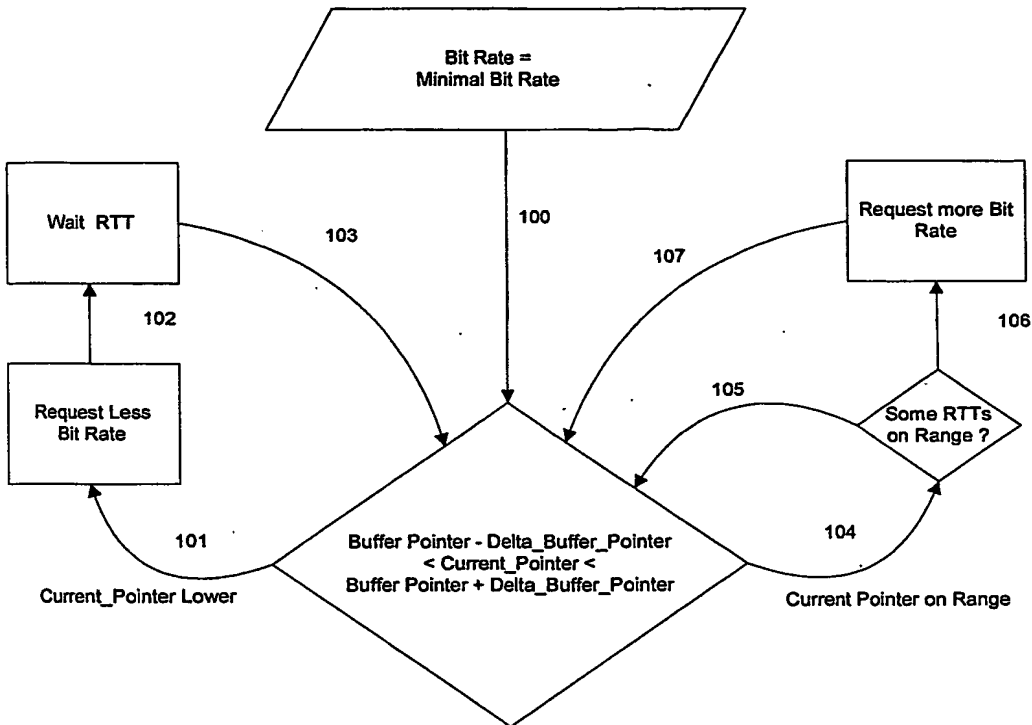 Bit Rate =
Minimal Bit Rate
100
Wait RTT
103
102
Request Less
Bit Rate
101
Current_Pointer Lower
Buffer Pointer - Delta_Buffer_Pointer
< Current_Pointer <
Buffer Pointer + Delta_Buffer_Pointer
Request more Bit
Rate
107
106
105
Some RTTs
on Range ?
104
Current Pointer on Range